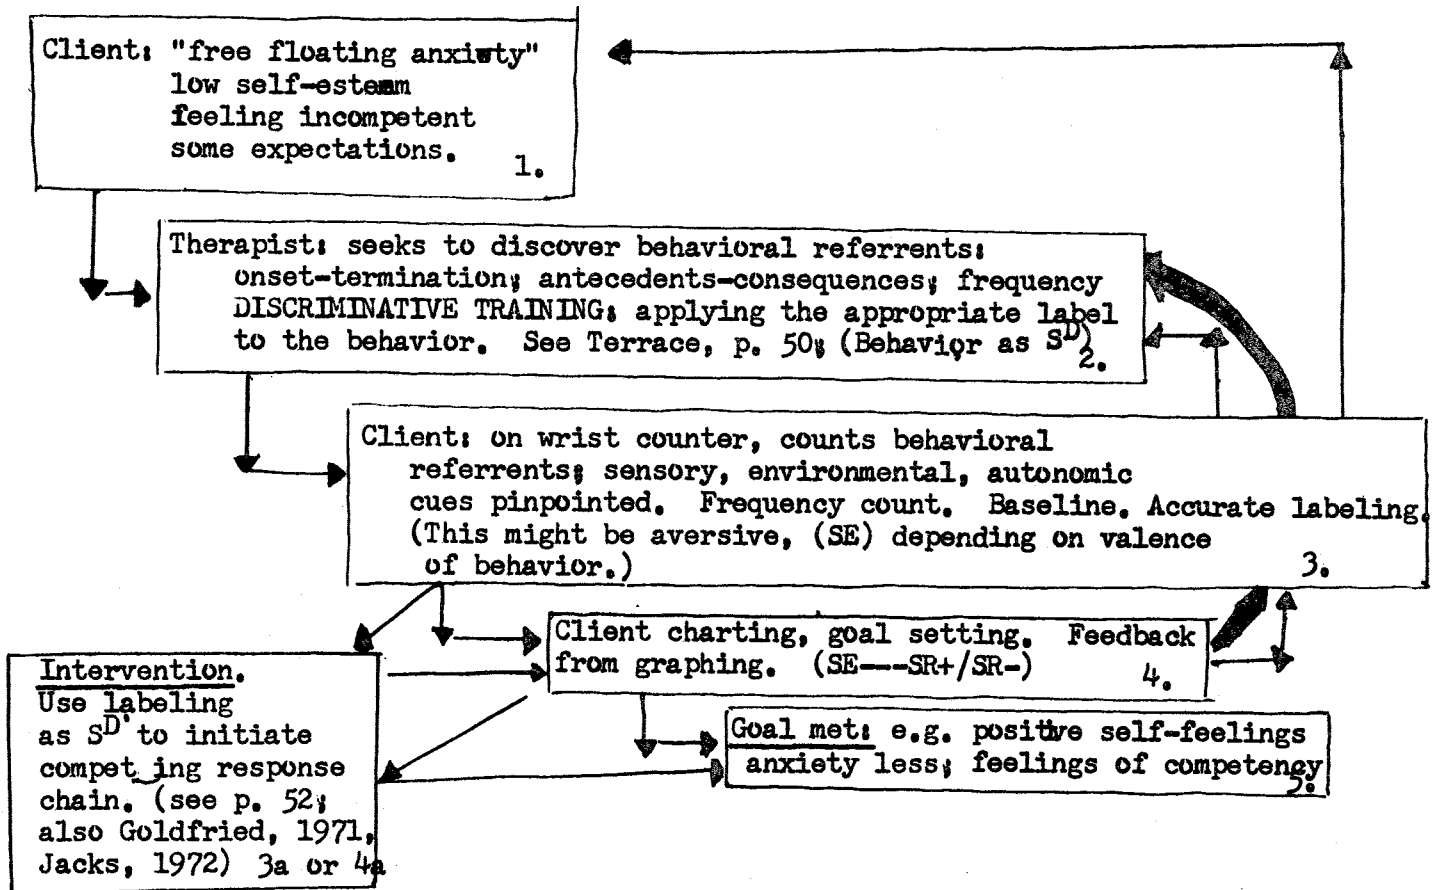 Client: "free floating anxiety"
low self-esteem
feeling incompetent
some expectations.
1.
Therapist: seeks to discover behavioral referrents:
onset-termination; antecedents-consequences; frequency
DISCRIMINATIVE TRAINING: applying the appropriate label
to the behavior. See Terrace, p. 50; (Behavior as S^D)
2.
Client: on wrist counter, counts behavioral
referrents; sensory, environmental, autonomic
cues pinpointed. Frequency count. Baseline. Accurate labeling.
(This might be aversive, (SE) depending on valence
of behavior.)
3.
Client charting, goal setting. Feedback
from graphing. (SE---SR+/SR-)
4.
Intervention.
Use labeling
as S^D' to initiate
competing response
chain. (see p. 52;
also Goldfried, 1971,
Jacks, 1972) 3a or 4a
Goal met: e.g. positive self-feelings
anxiety less; feelings of competency
5.